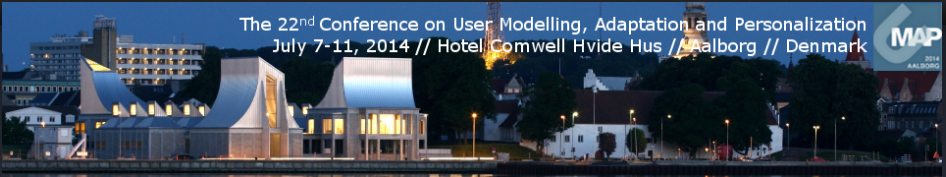 The 22nd Conference on User Modelling, Adaptation and Personalization
July 7-11, 2014 // Hotel Comwell Hvide Hus // Aalborg // Denmark
UMAP
2014
AALBORG